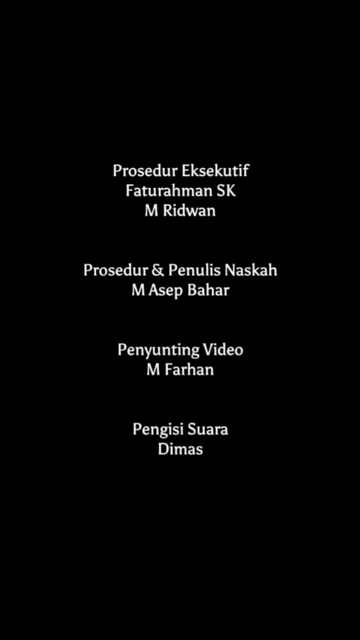 Prosedur Eksekutif
Faturahman SK
M Ridwan
Prosedur & Penulis Naskah
M Asep Bahar
Penyunting Video
M Farhan
Pengisi Suara
Dimas